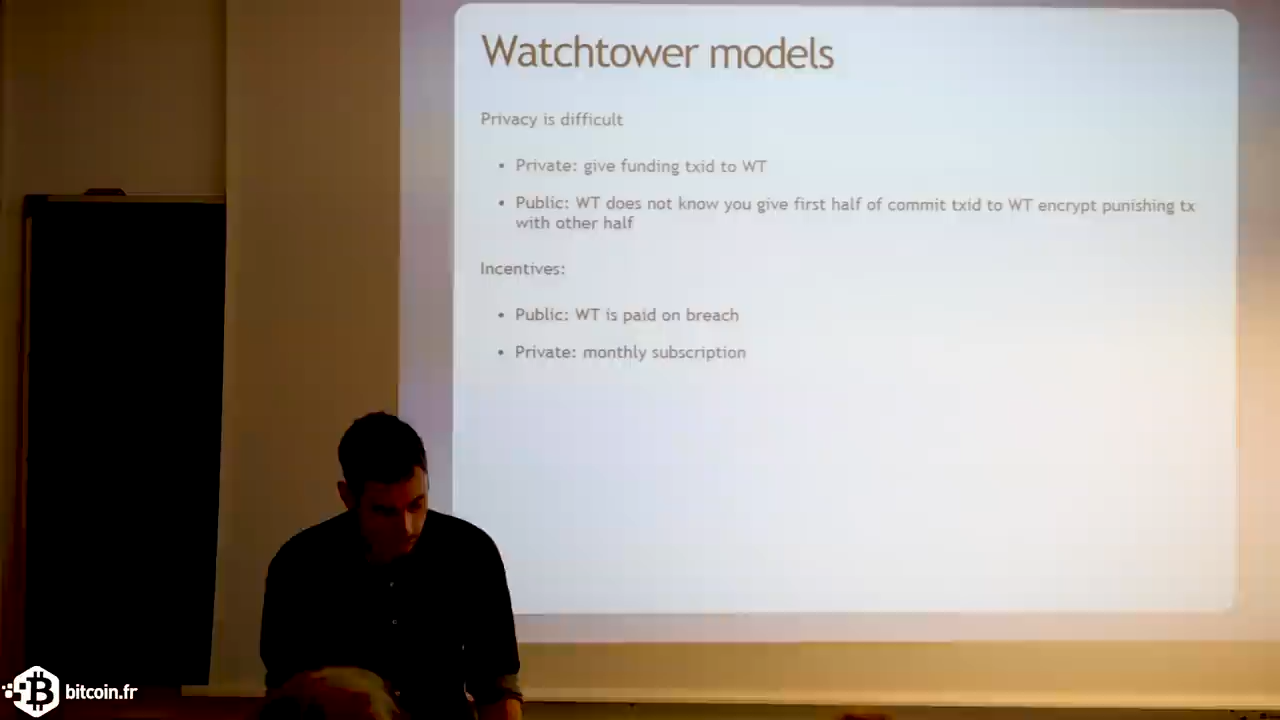 Watchtower models
Privacy is difficult
• Private: give funding txid to WT
• Public: WT does not know you give first half of commit txid to WT encrypt punishing tx
with other half
Incentives:
• Public: WT is paid on breach
• Private: monthly subscription
bitcoin.fr